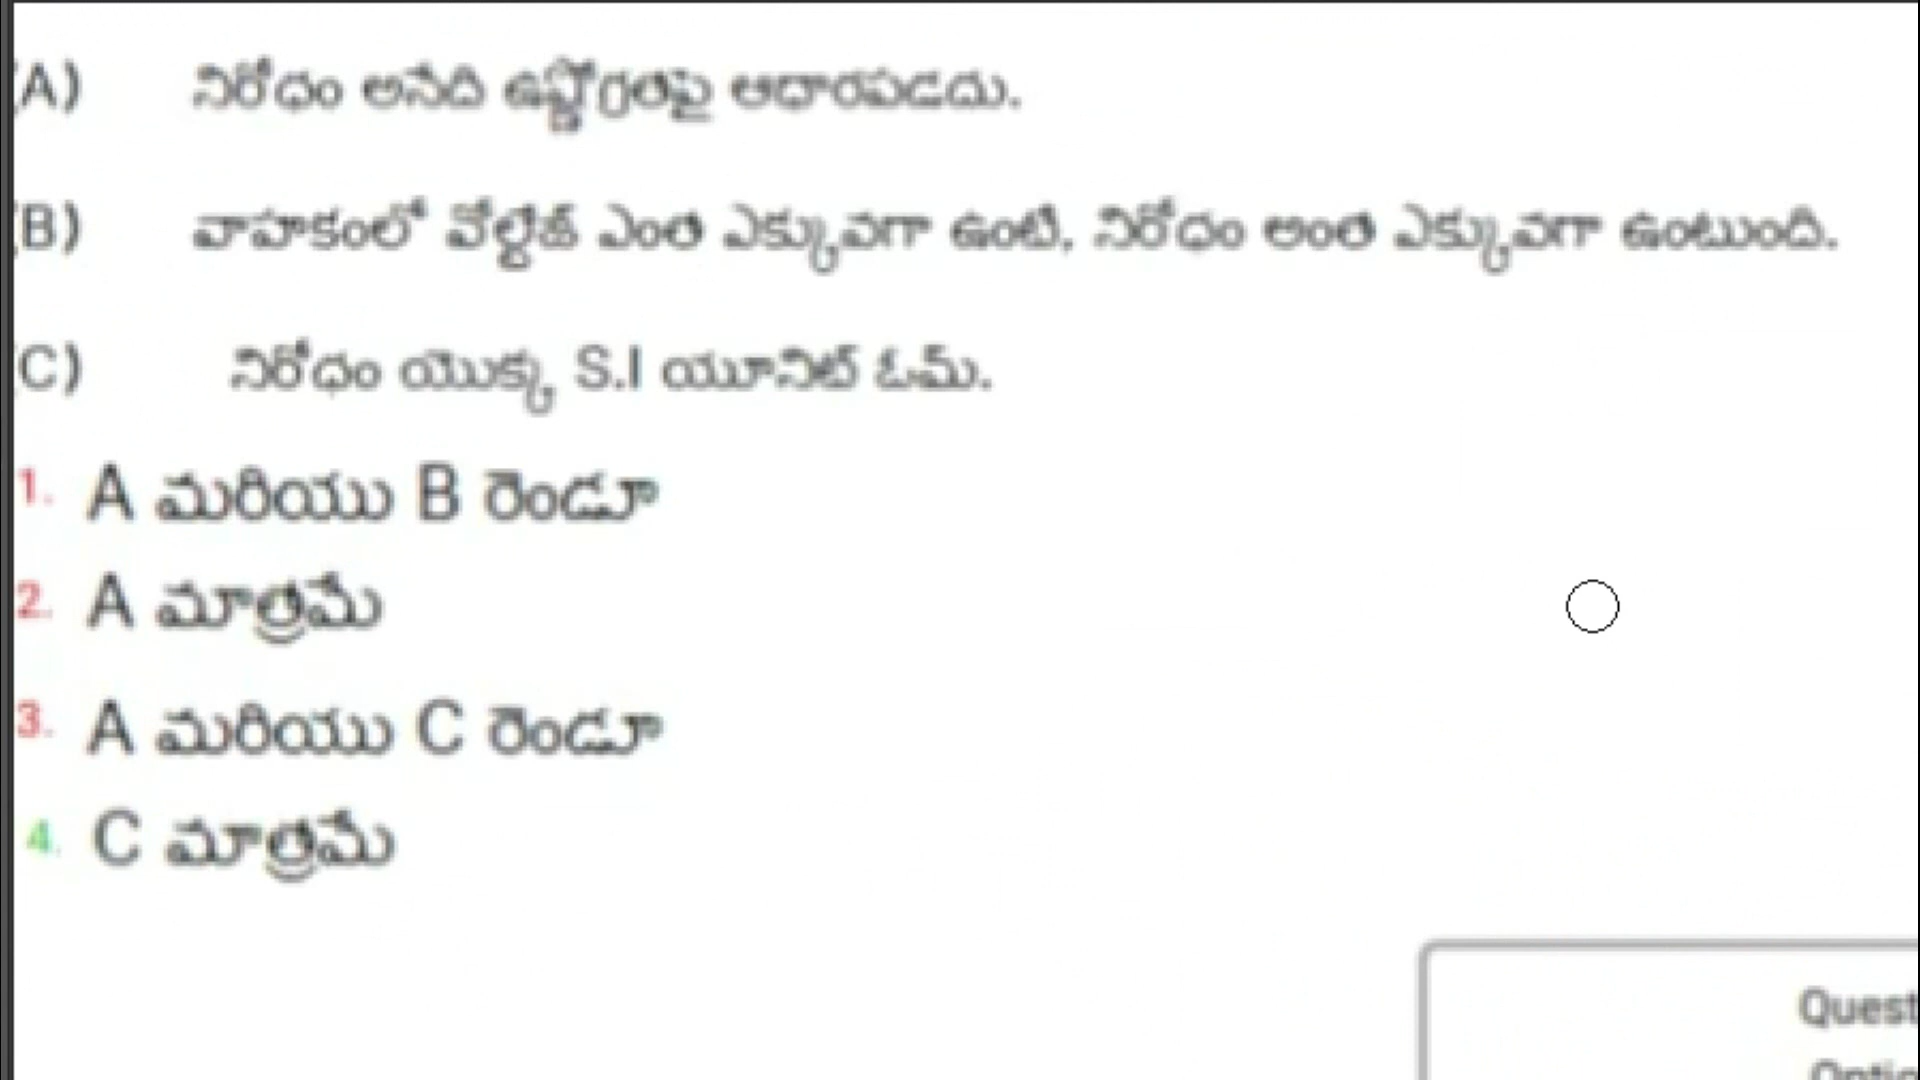 (A) నిరోధం అనేది ఉష్ణోగ్రతపై ఆధారపడదు.
(B) వాహకంలో వోల్టేజ్ ఎంత ఎక్కువగా ఉంటే, నిరోధం అంత ఎక్కువగా ఉంటుంది.
(C) నిరోధం యొక్క S.I యూనిట్ ఓమ్.
1. A మరియు B రెండూ
2. A మాత్రమే
3. A మరియు C రెండూ
4. C మాత్రమే
Quest
Optio